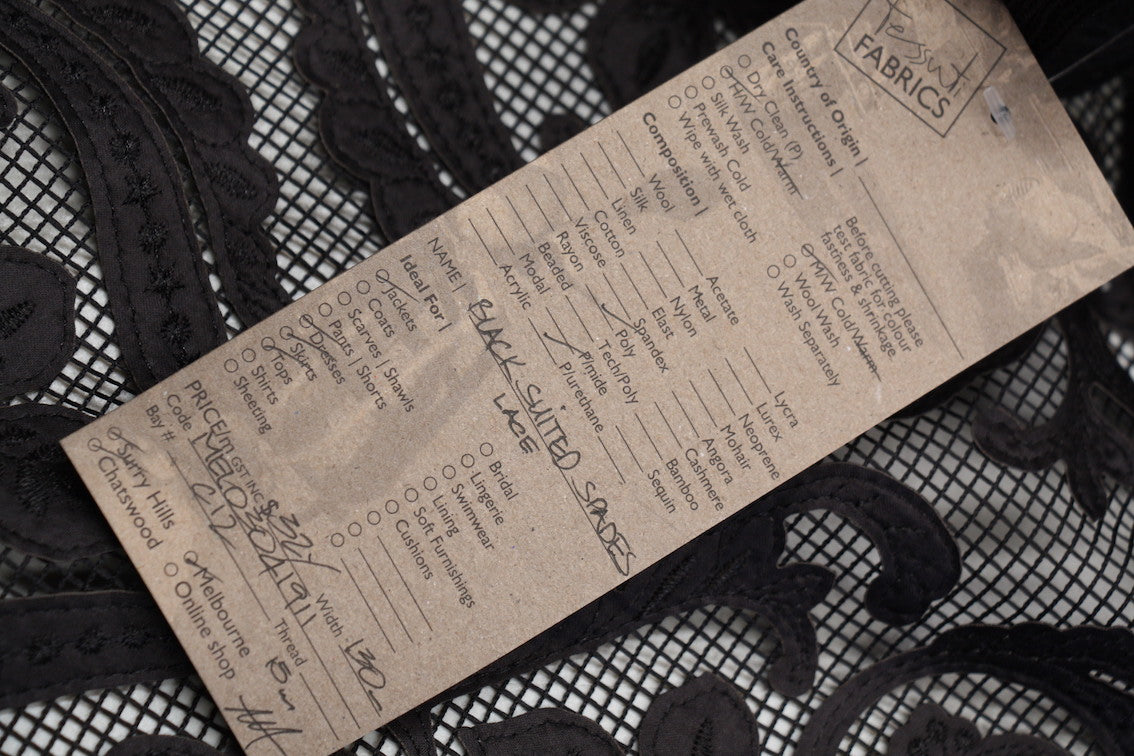 Tessuti
FABRICS
Country of Origin |
Care Instructions |
Dry Clean (P)
H/W Cold/Warm
Silk Wash
Prewash Cold
Wipe with wet cloth
Before cutting please
test fabric for colour
fastness & shrinkage
M/W Cold/Warm
Wool Wash
Wash Separately
Composition |
Wool
Silk
Linen
Cotton
Viscose
Rayon
Beaded
Modal
Acrylic
Acetate
Metal
Nylon
Elast
Spandex
Poly
Tech/Poly
P/mide
P/urethane
Lycra
Lurex
Neoprene
Mohair
Angora
Cashmere
Bamboo
Sequin
NAME | BLACK SUITED SPADES
LACE
Ideal For |
Jackets
Coats
Scarves | Shawls
Pants | Shorts
Dresses
Skirts
Tops
Shirts
Sheeting
Bridal
Lingerie
Swimwear
Lining
Soft Furnishings
Cushions
PRICE/m GST INC. Width 130
Code
Bay # C12 Thread
Surry Hills
Chatswood
Melbourne
Online shop